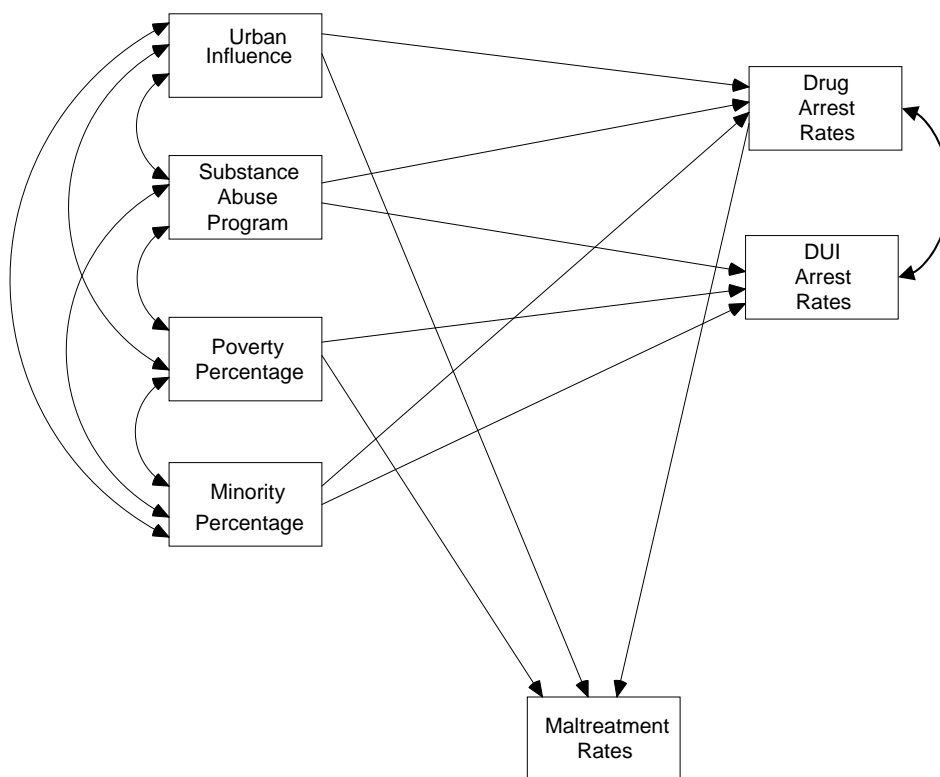 Urban
Influence
Substance
Abuse
Program
Poverty
Percentage
Minority
Percentage
Drug
Arrest
Rates
DUI
Arrest
Rates
Maltreatment
Rates